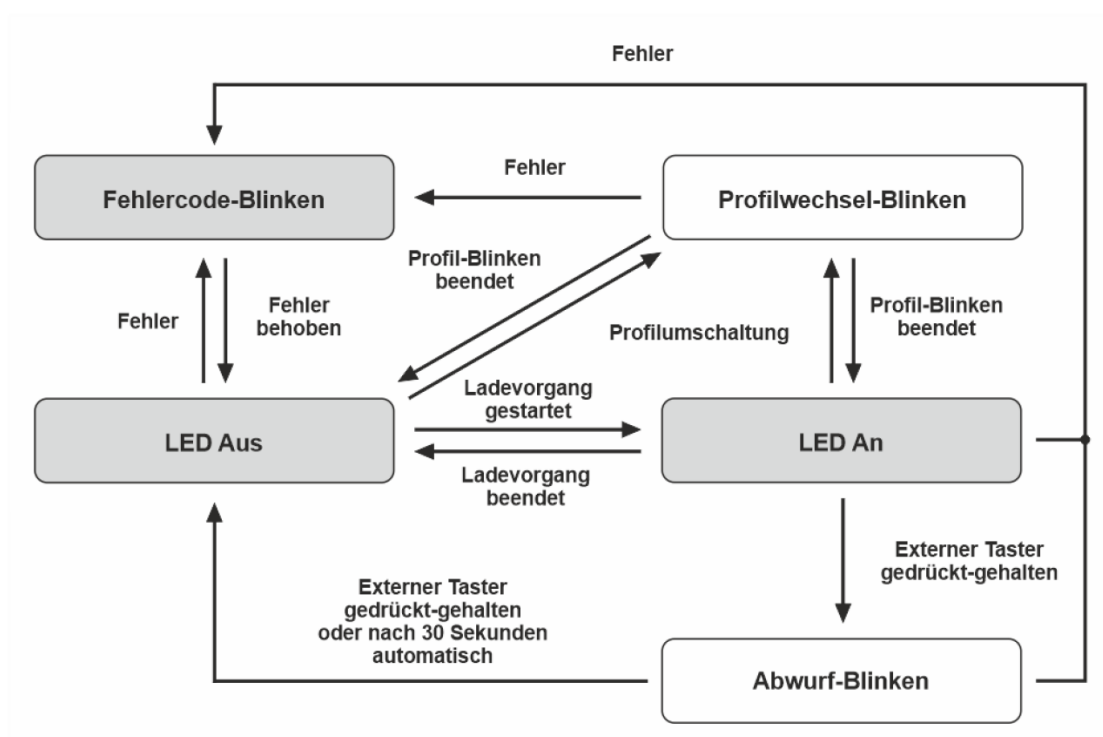 Fehler
Fehlercode-Blinken
Fehler
Profilwechsel-Blinken
Profil-Blinken
beendet
Fehler
Fehler
behoben
Profilumschaltung
Profil-Blinken
beendet
LED Aus
Ladevorgang
gestartet
Ladevorgang
beendet
LED An
Externer Taster
gedrückt-gehalten
Externer Taster
gedrückt-gehalten
oder nach 30 Sekunden
automatisch
Abwurf-Blinken